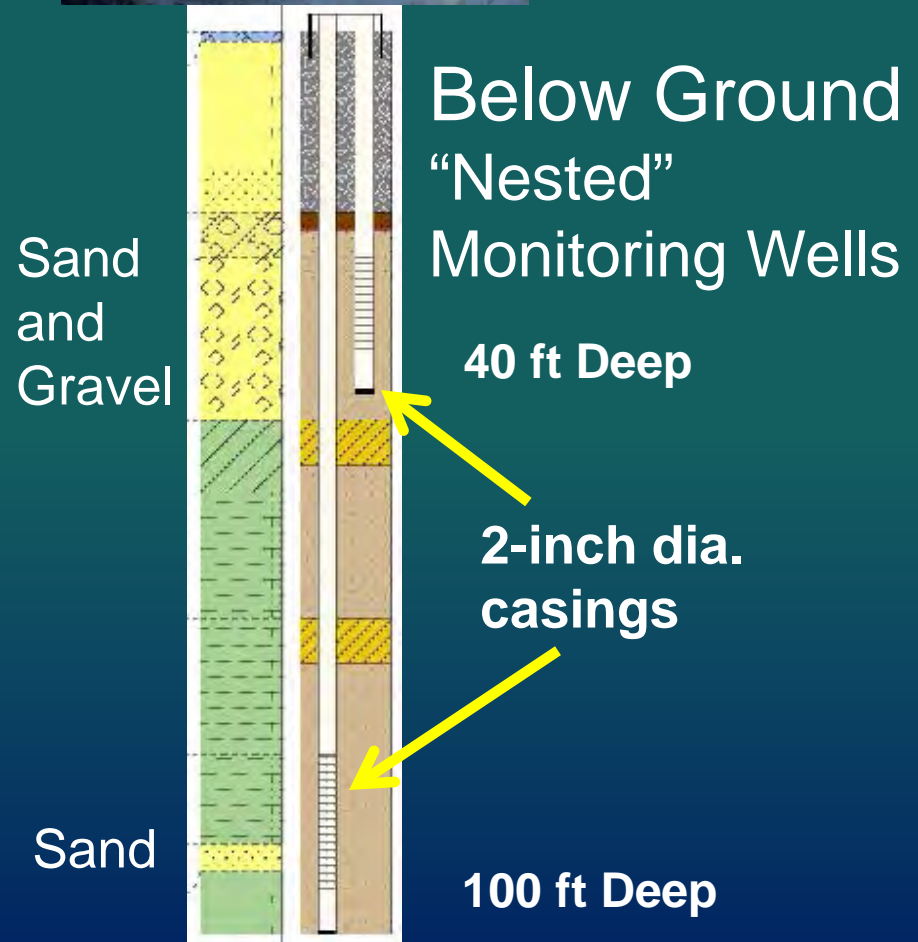 Below Ground
“Nested”
Monitoring Wells
Sand
and
Gravel
40 ft Deep
2-inch dia.
casings
Sand
100 ft Deep